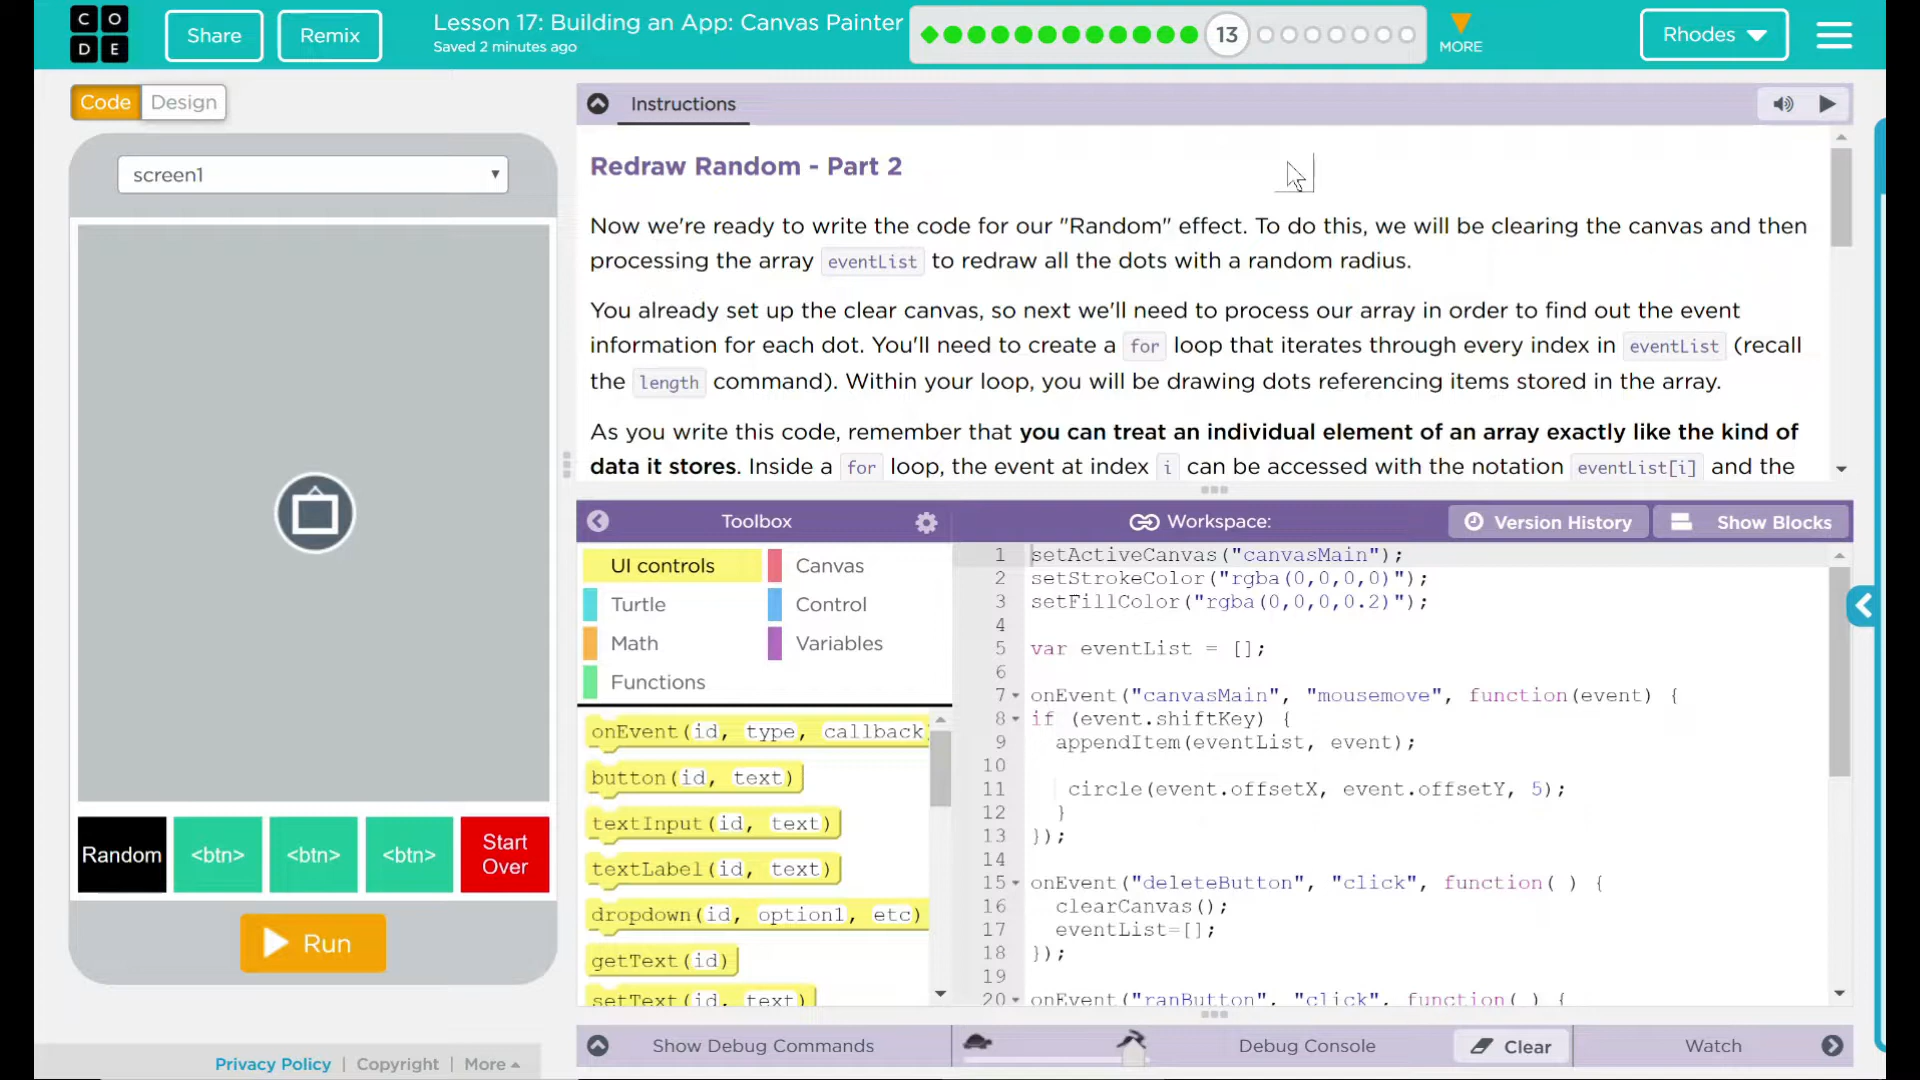 CODE
Share
Remix
Lesson 17: Building an App: Canvas Painter
Saved 2 minutes ago
13
MORE
Rhodes
Code
Design
screen1
Random
<btn>
<btn>
<btn>
Start
Over
Run
Privacy Policy | Copyright | More
Instructions
Redraw Random - Part 2
Now we're ready to write the code for our "Random" effect. To do this, we will be clearing the canvas and then
processing the array eventList to redraw all the dots with a random radius.
You already set up the clear canvas, so next we'll need to process our array in order to find out the event
information for each dot. You'll need to create a for loop that iterates through every index in eventList (recall
the length command). Within your loop, you will be drawing dots referencing items stored in the array.
As you write this code, remember that you can treat an individual element of an array exactly like the kind of
data it stores. Inside a for loop, the event at index i can be accessed with the notation eventList[i] and the
Toolbox
UI controls
Canvas
Turtle
Control
Math
Variables
Functions
onEvent(id, type, callback
button(id, text)
textInput(id, text)
textLabel(id, text)
dropdown(id, option1, etc)
getText(id)
setText(id, text)
Workspace:
Version History
Show Blocks
1 setActiveCanvas("canvasMain");
2 setStrokeColor("rgba(0,0,0,0)");
3 setFillColor("rgba(0,0,0,0.2)");
4
5 var eventList = [];
6
7 onEvent("canvasMain", "mousemove", function(event) {
8 if (event.shiftKey) {
9 appendItem(eventList, event);
10
11 circle(event.offsetX, event.offsetY, 5);
12 }
13 });
14
15 onEvent("deleteButton", "click", function( ) {
16 clearCanvas();
17 eventList=[];
18 });
19
20 onEvent("ranButton", "click", function( ) {
Show Debug Commands
Debug Console
Clear
Watch